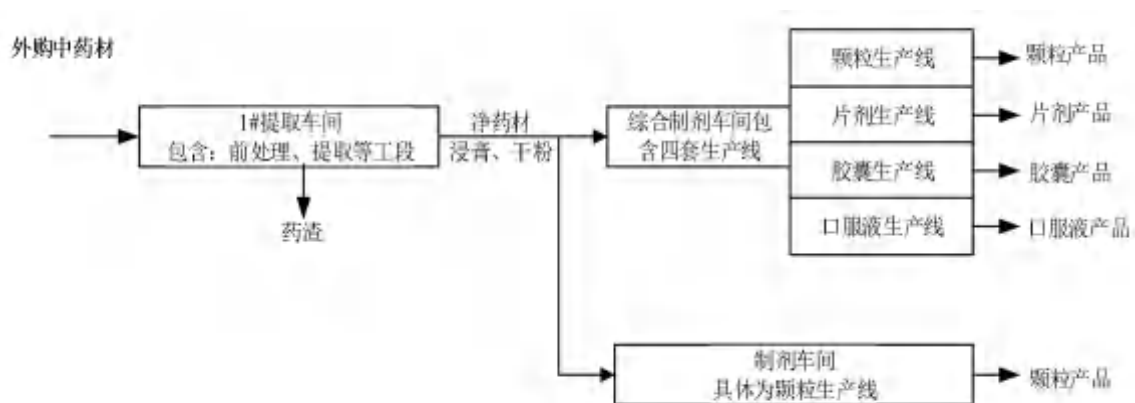 外购中药材
1#提取车间
包含：前处理、提取等工段
药渣
净药材
浸膏、干粉
综合制剂车间包
含四套生产线
颗粒生产线
颗粒产品
片剂生产线
片剂产品
胶囊生产线
胶囊产品
口服液生产线
口服液产品
制剂车间
具体为颗粒生产线
颗粒产品